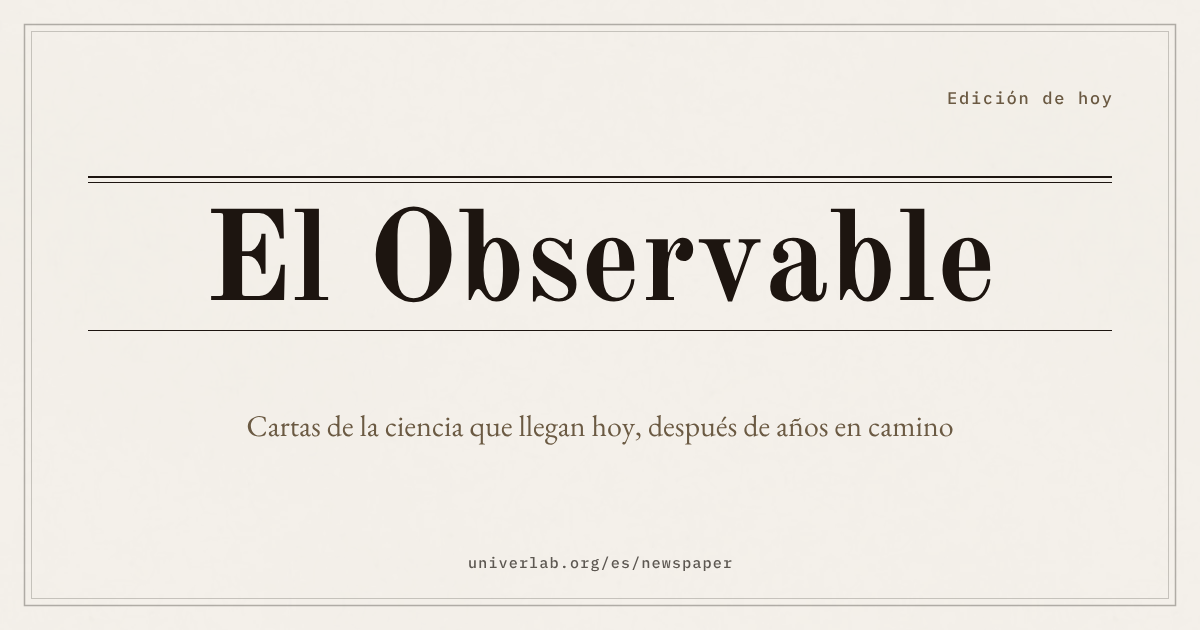 Edición de hoy
El Observable
Cartas de la ciencia que llegan hoy, después de años en camino
univerlab.org/es/newspaper